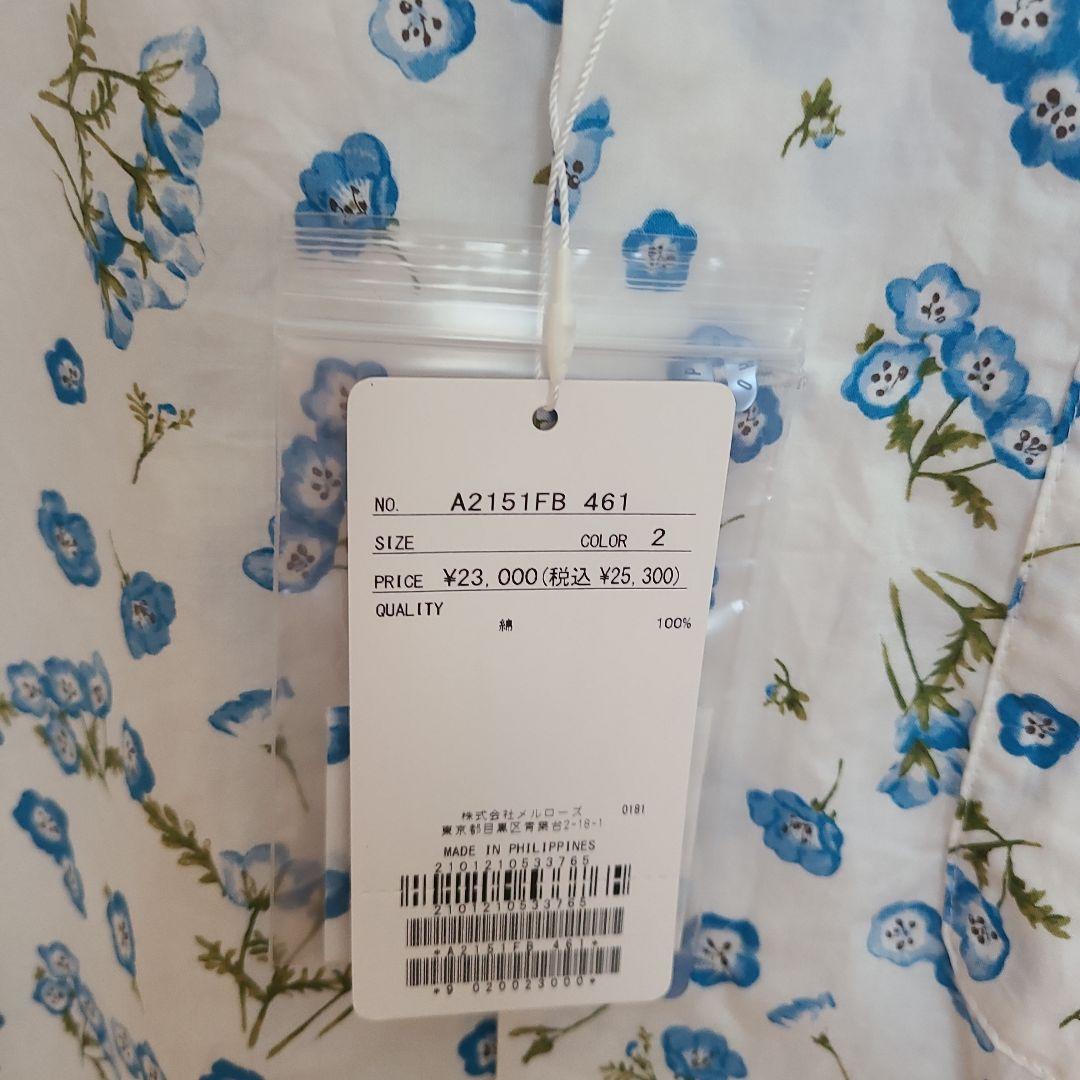 NO. A2151FB 461
SIZE COLOR 2
PRICE ¥23,000(税込 ¥25,300)
QUALITY
綿 100%
株式会社メルローズ 0181
東京都目黒区青葉台2-18-1
MADE IN PHILIPPINES
2101210533765
2101210533765
*A2151FB 461*
*9 020023000*